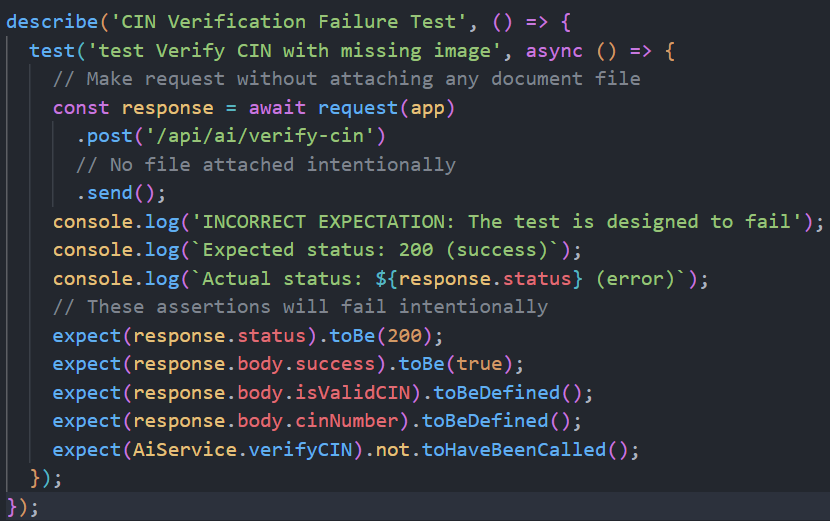 describe('CIN Verification Failure Test', () => {
  test('test Verify CIN with missing image', async () => {
    // Make request without attaching any document file
    const response = await request(app)
      .post('/api/ai/verify-cin')
      // No file attached intentionally
      .send();
    console.log('INCORRECT EXPECTATION: The test is designed to fail');
    console.log(`Expected status: 200 (success)`);
    console.log(`Actual status: ${response.status} (error)`);
    // These assertions will fail intentionally
    expect(response.status).toBe(200);
    expect(response.body.success).toBe(true);
    expect(response.body.isValidCIN).toBeDefined();
    expect(response.body.cinNumber).toBeDefined();
    expect(AiService.verifyCIN).not.toHaveBeenCalled();
  });
});